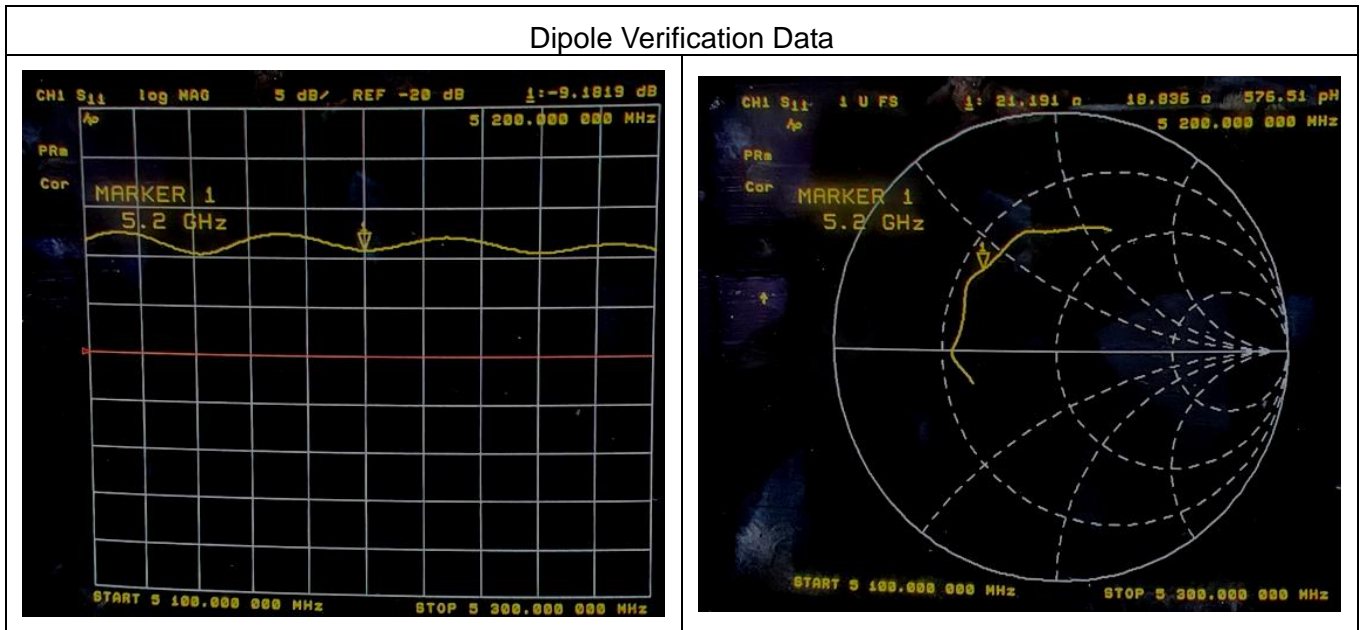 Dipole Verification Data
CH1 S11 log MAG 5 dB/ REF -20 dB 1:-9.1819 dB
5 200.000 000 MHz
PRm
Cor
MARKER 1
5.2 GHz
START 5 100.000 000 MHz STOP 5 300.000 000 MHz
CH1 S11 1 U FS 1: 21.191 Ω 18.836 Ω 576.51 pH
5 200.000 000 MHz
PRm
Cor
MARKER 1
5.2 GHz
START 5 100.000 000 MHz STOP 5 300.000 000 MHz